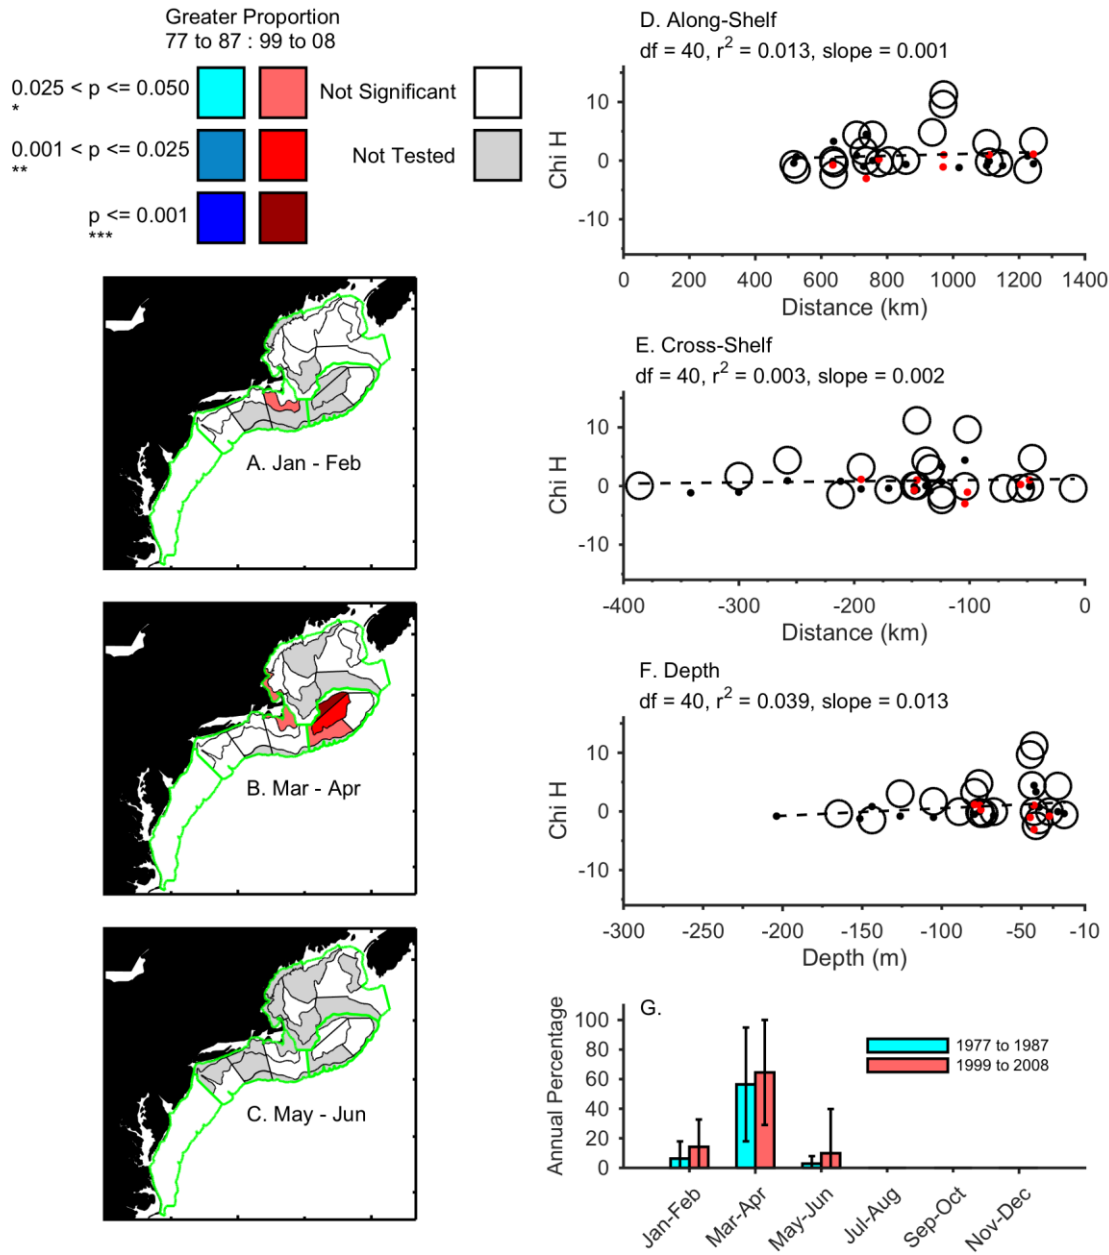 Greater Proportion
77 to 87 : 99 to 08
0.025 < p <= 0.050
*
0.001 < p <= 0.025
**
p <= 0.001
***
Not Significant
Not Tested
A. Jan - Feb
B. Mar - Apr
C. May - Jun
D. Along-Shelf
df = 40, r² = 0.013, slope = 0.001
Chi H
10
0
-10
0 200 400 600 800 1000 1200 1400
Distance (km)
E. Cross-Shelf
df = 40, r² = 0.003, slope = 0.002
Chi H
10
0
-10
-400 -300 -200 -100 0
Distance (km)
F. Depth
df = 40, r² = 0.039, slope = 0.013
Chi H
10
0
-10
-300 -250 -200 -150 -100 -50 -10
Depth (m)
G.
Annual Percentage
100
80
60
40
20
0
1977 to 1987
1999 to 2008
Jan-Feb
Mar-Apr
May-Jun
Jul-Aug
Sep-Oct
Nov-Dec